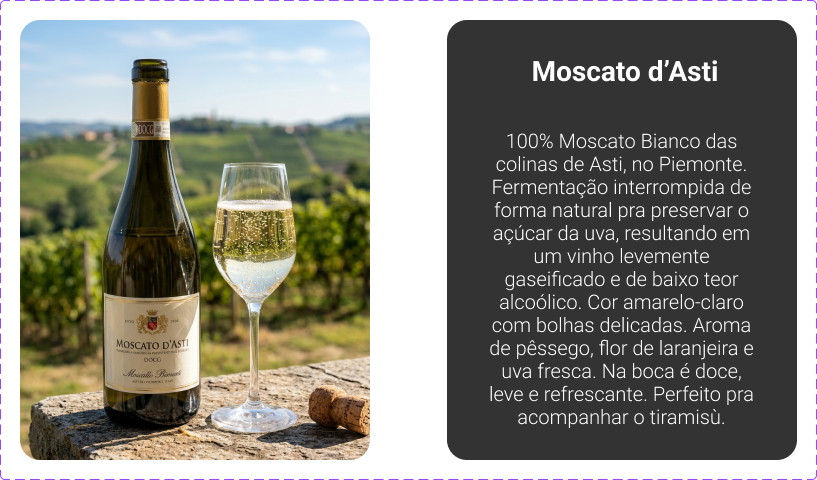 DOCG
MOSCATO D'ASTI
DOCG
Moscato d'Asti
100% Moscato Bianco das
colinas de Asti, no Piemonte.
Fermentação interrompida de
forma natural pra preservar o
açúcar da uva, resultando em
um vinho levemente
gaseificado e de baixo teor
alcoólico. Cor amarelo-claro
com bolhas delicadas. Aroma
de pêssego, flor de laranjeira e
uva fresca. Na boca é doce,
leve e refrescante. Perfeito pra
acompanhar o tiramisù.